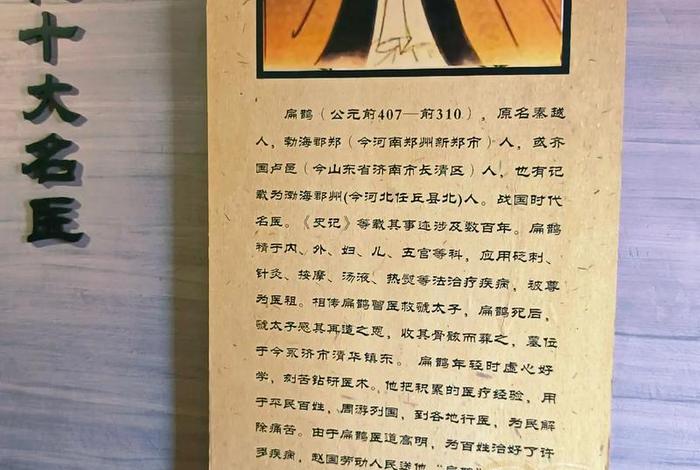 十大名医
扁鹊（公元前407—前310），原名秦越
人，勃海郡郑（今河南郑州新郑市）人，或齐
国卢邑（今山东省济南市长清区）人，也有记
载为渤海郡州(今河北任丘县北)人。战国时代
名医。《史记》等载其事迹涉及数百年。扁鹊
精于内、外、妇、儿、五官等科，应用砭刺、
针灸、按摩、汤液、热熨等法治疗疾病，被尊
为医祖。相传扁鹊曾医救虢太子，扁鹊死后，
虢太子感其再造之恩，收其骨骸而葬之，墓位
于今永济市清华镇东。 扁鹊年轻时虚心好
学，刻苦钻研医术。他把积累的医疗经验，用
于平民百姓，周游列国，到各地行医，为民解
除痛苦。由于扁鹊医道高明，为百姓治好了许
多疾病，赵国劳动人民送他“扁鹊